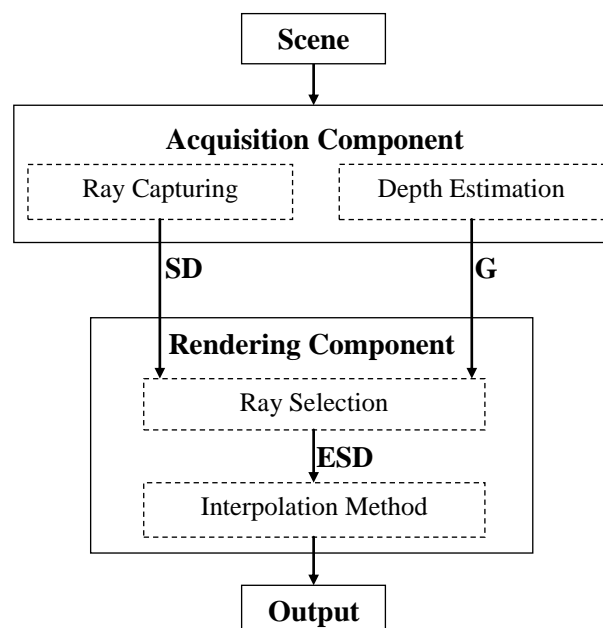 Scene
Acquisition Component
Ray Capturing
Depth Estimation
SD
G
Rendering Component
Ray Selection
ESD
Interpolation Method
Output